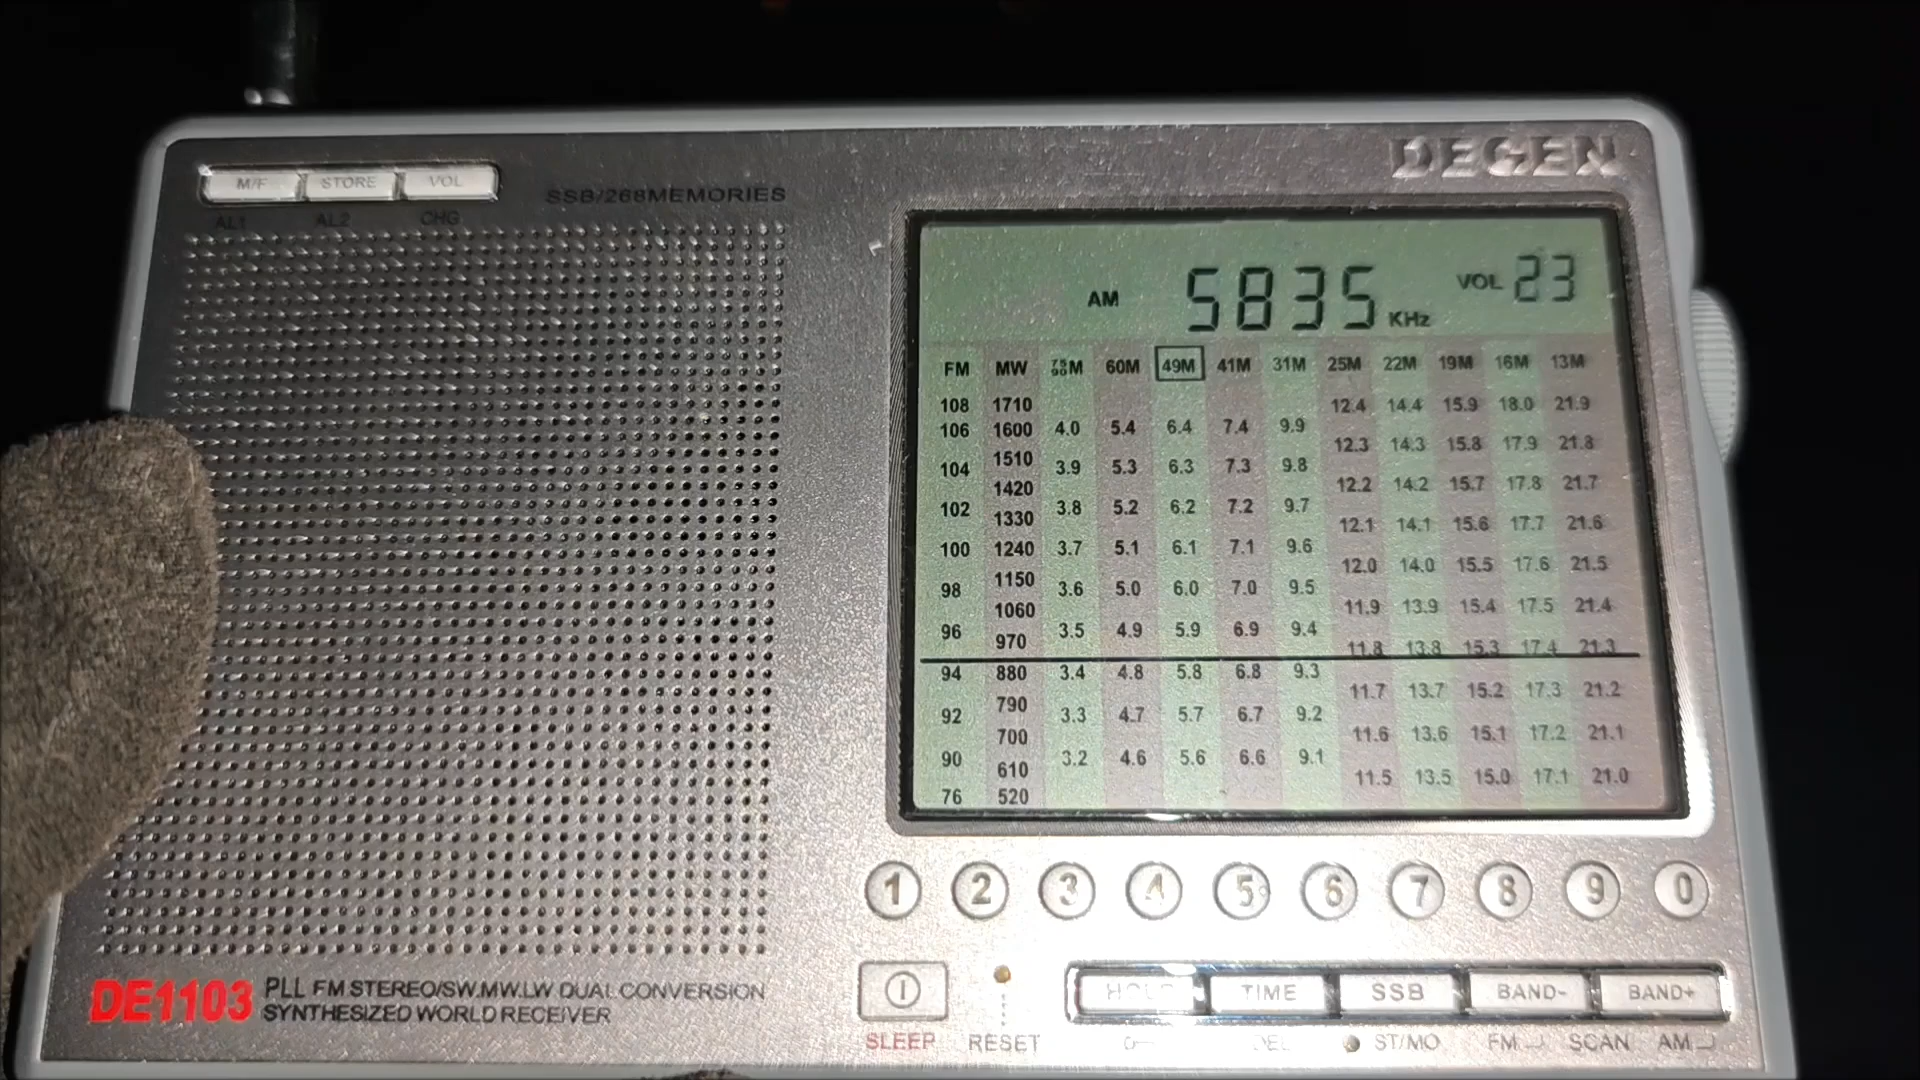 DEGEN
M/F STORE VOL
AL1 AL2 CHG
SSB/268MEMORIES
AM 5835 KHz VOL 23
FM MW 75 90 M 60M 49M 41M 31M 25M 22M 19M 16M 13M
108 1710 12.4 14.4 15.9 18.0 21.9
106 1600 4.0 5.4 6.4 7.4 9.9
12.3 14.3 15.8 17.9 21.8
104 1510 3.9 5.3 6.3 7.3 9.8
1420 12.2 14.2 15.7 17.8 21.7
102 1330 3.8 5.2 6.2 7.2 9.7
12.1 14.1 15.6 17.7 21.6
100 1240 3.7 5.1 6.1 7.1 9.6
1150 12.0 14.0 15.5 17.6 21.5
98 3.6 5.0 6.0 7.0 9.5
1060 11.9 13.9 15.4 17.5 21.4
96 970 3.5 4.9 5.9 6.9 9.4
11.8 13.8 15.3 17.4 21.3
94 880 3.4 4.8 5.8 6.8 9.3
790 11.7 13.7 15.2 17.3 21.2
92 3.3 4.7 5.7 6.7 9.2
700 11.6 13.6 15.1 17.2 21.1
90 3.2 4.6 5.6 6.6 9.1
610 11.5 13.5 15.0 17.1 21.0
76 520
1 2 3 4 5 6 7 8 9 0
DE1103 PLL FM STEREO/SW.MW.LW DUAL CONVERSION
SYNTHESIZED WORLD RECEIVER
TIME SSB BAND- BAND+
SLEEP RESET DEL ST/MO FM SCAN AM